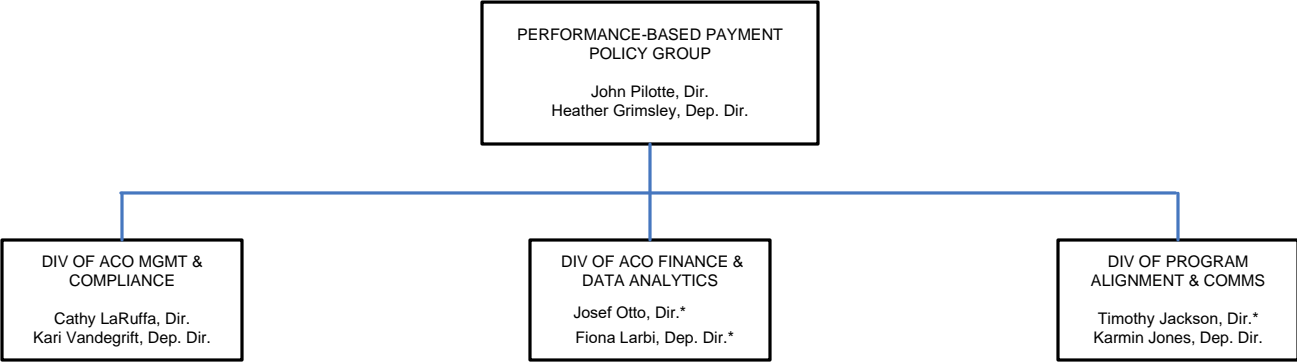 PERFORMANCE-BASED PAYMENT
POLICY GROUP
John Pilotte, Dir.
Heather Grimsley, Dep. Dir.
DIV OF ACO MGMT &
COMPLIANCE
Cathy LaRuffa, Dir.
Kari Vandegrift, Dep. Dir.
DIV OF ACO FINANCE &
DATA ANALYTICS
Josef Otto, Dir.*
Fiona Larbi, Dep. Dir.*
DIV OF PROGRAM
ALIGNMENT & COMMS
Timothy Jackson, Dir.*
Karmin Jones, Dep. Dir.